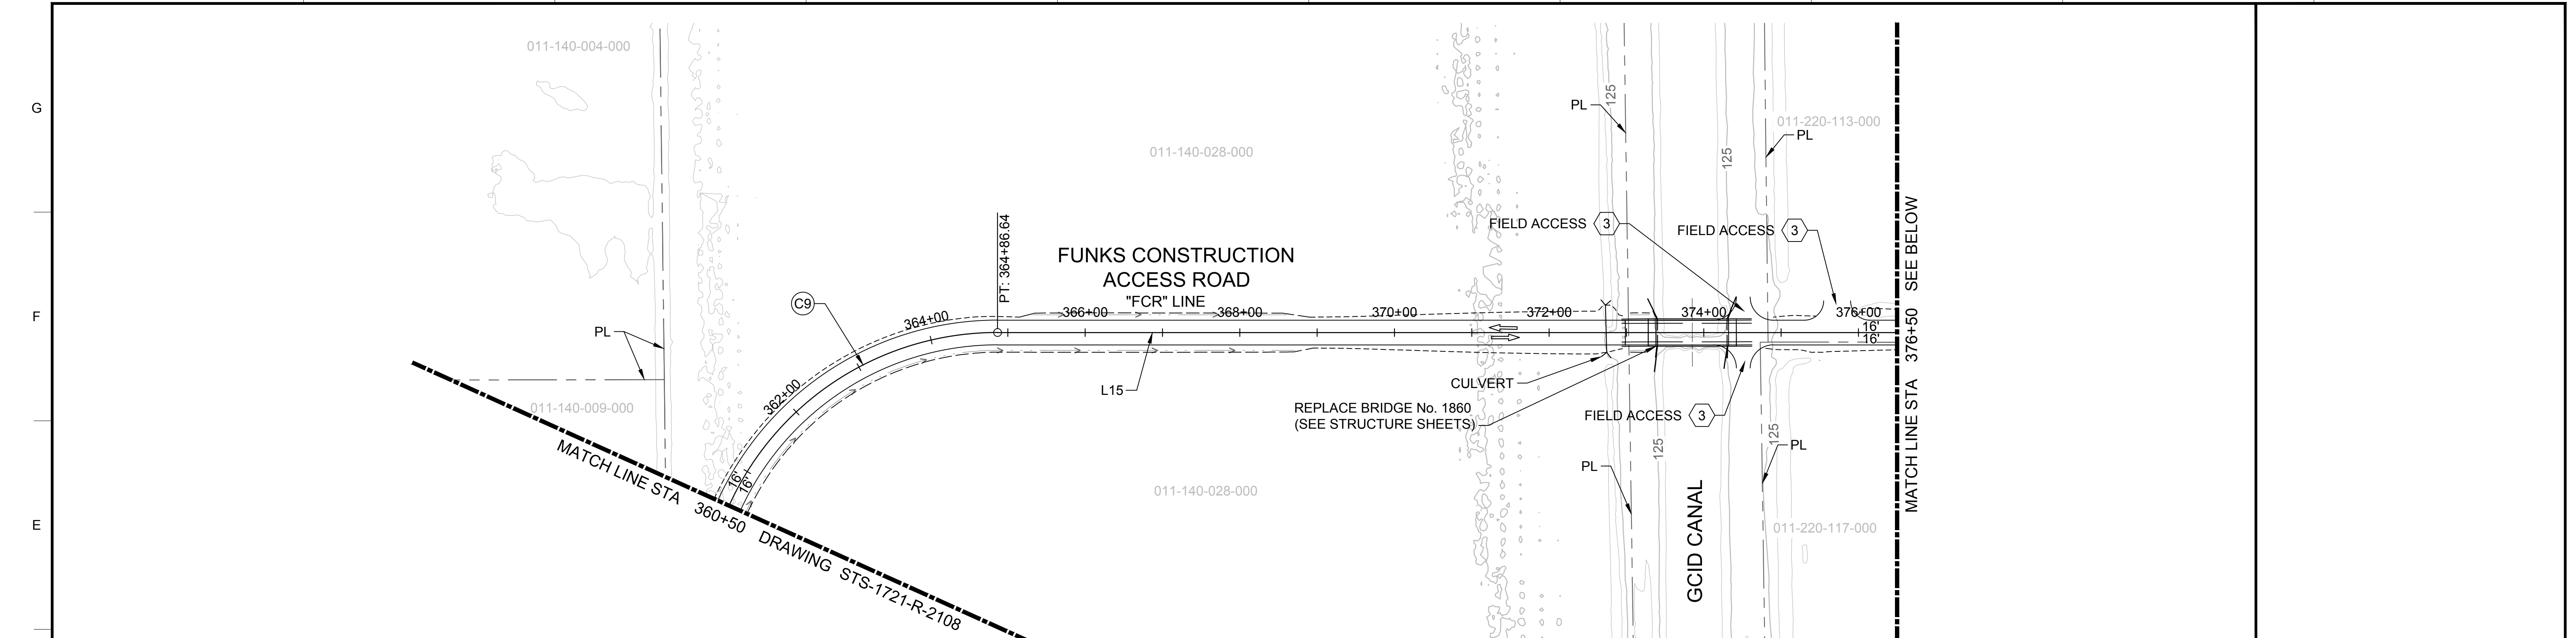 G
F
E
011-140-004-000
PL
011-140-009-000
MATCH LINE STA 360+50 DRAWING STS-1721-R-2108
16'
16'
C9
362+00
364+00
PT: 364+86.64
011-140-028-000
FUNKS CONSTRUCTION
ACCESS ROAD
"FCR" LINE
366+00
368+00
370+00
372+00
374+00
376+00
L15
011-140-028-000
PL
125
125
011-220-113-000
PL
FIELD ACCESS 3
FIELD ACCESS 3
16'
16'
CULVERT
REPLACE BRIDGE No. 1860
(SEE STRUCTURE SHEETS)
FIELD ACCESS 3
PL
125
125
PL
GCID CANAL
011-220-117-000
MATCH LINE STA 376+50 SEE BELOW